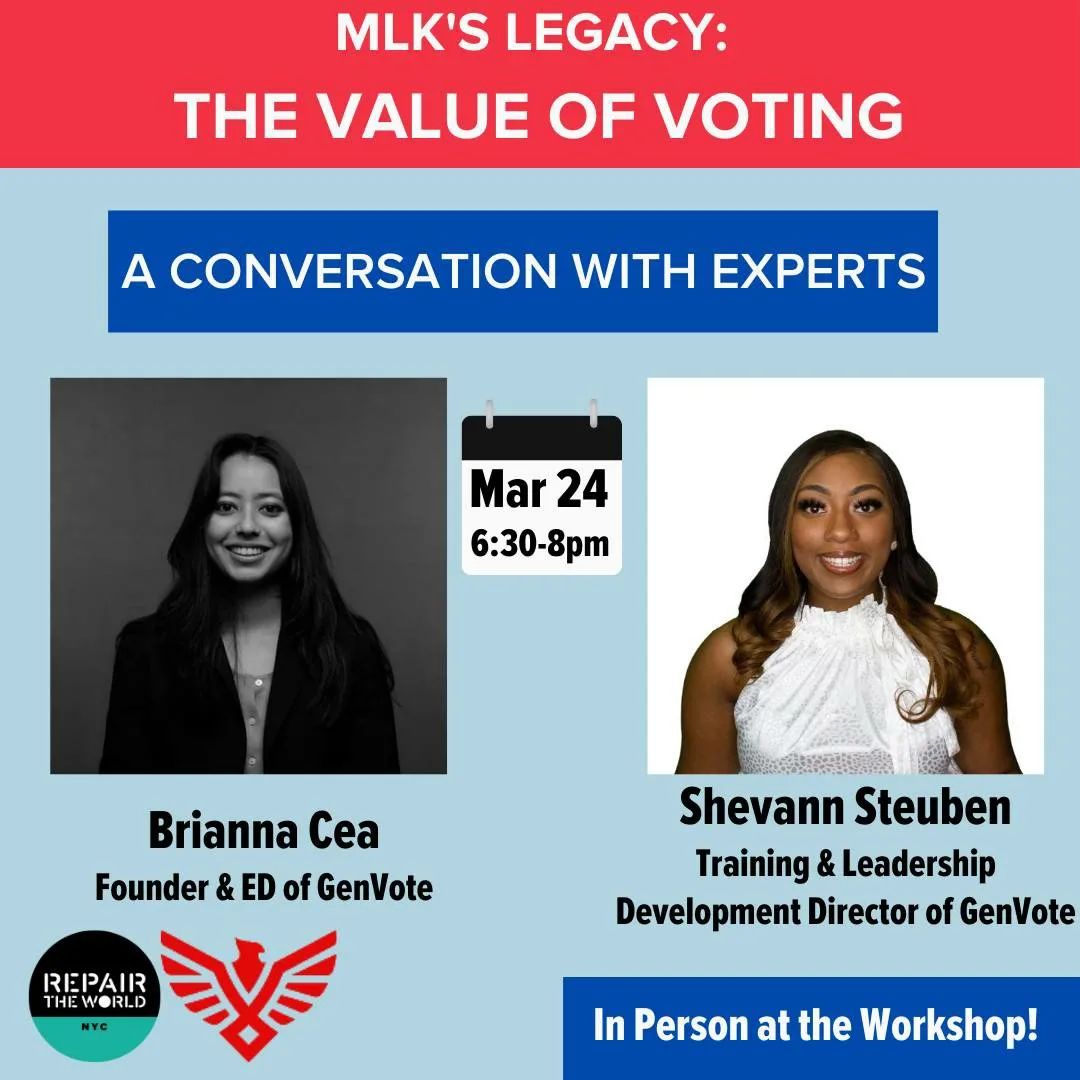 MLK'S LEGACY:
THE VALUE OF VOTING
A CONVERSATION WITH EXPERTS
Mar 24
6:30-8pm
Brianna Cea
Founder & ED of GenVote
Shevann Steuben
Training & Leadership
Development Director of GenVote
REPAIR
THE WORLD
NYC
In Person at the Workshop!